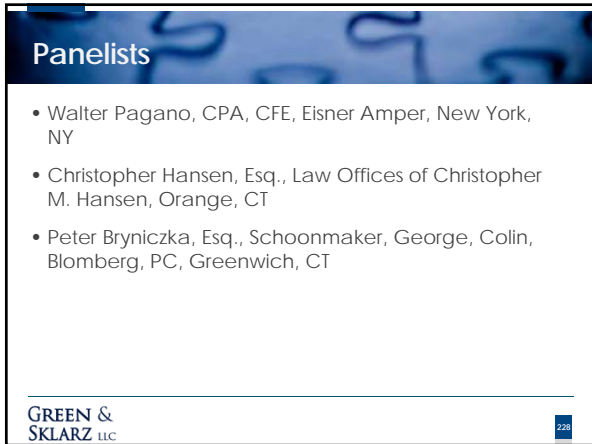 Panelists
• Walter Pagano, CPA, CFE, Eisner Amper, New York,
NY
• Christopher Hansen, Esq., Law Offices of Christopher
M. Hansen, Orange, CT
• Peter Bryniczka, Esq., Schoonmaker, George, Colin,
Blomberg, PC, Greenwich, CT
GREEN &
SKLARZ LLC
228